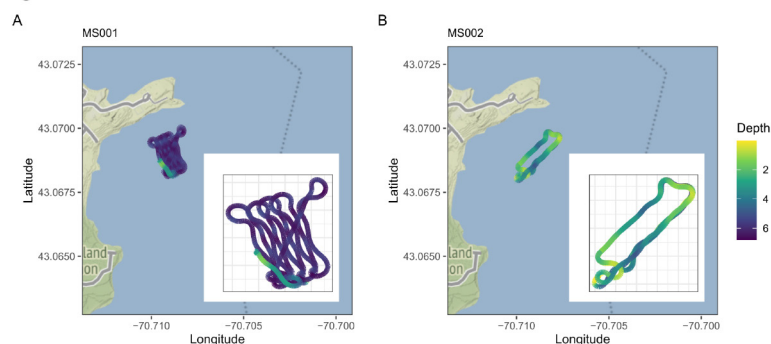 A
MS001
43.0725
43.0700
43.0675
43.0650
Latitude
land
on
−70.710
−70.705
−70.700
Longitude
B
MS002
43.0725
43.0700
43.0675
43.0650
Latitude
land
on
−70.710
−70.705
−70.700
Longitude
Depth
2
4
6